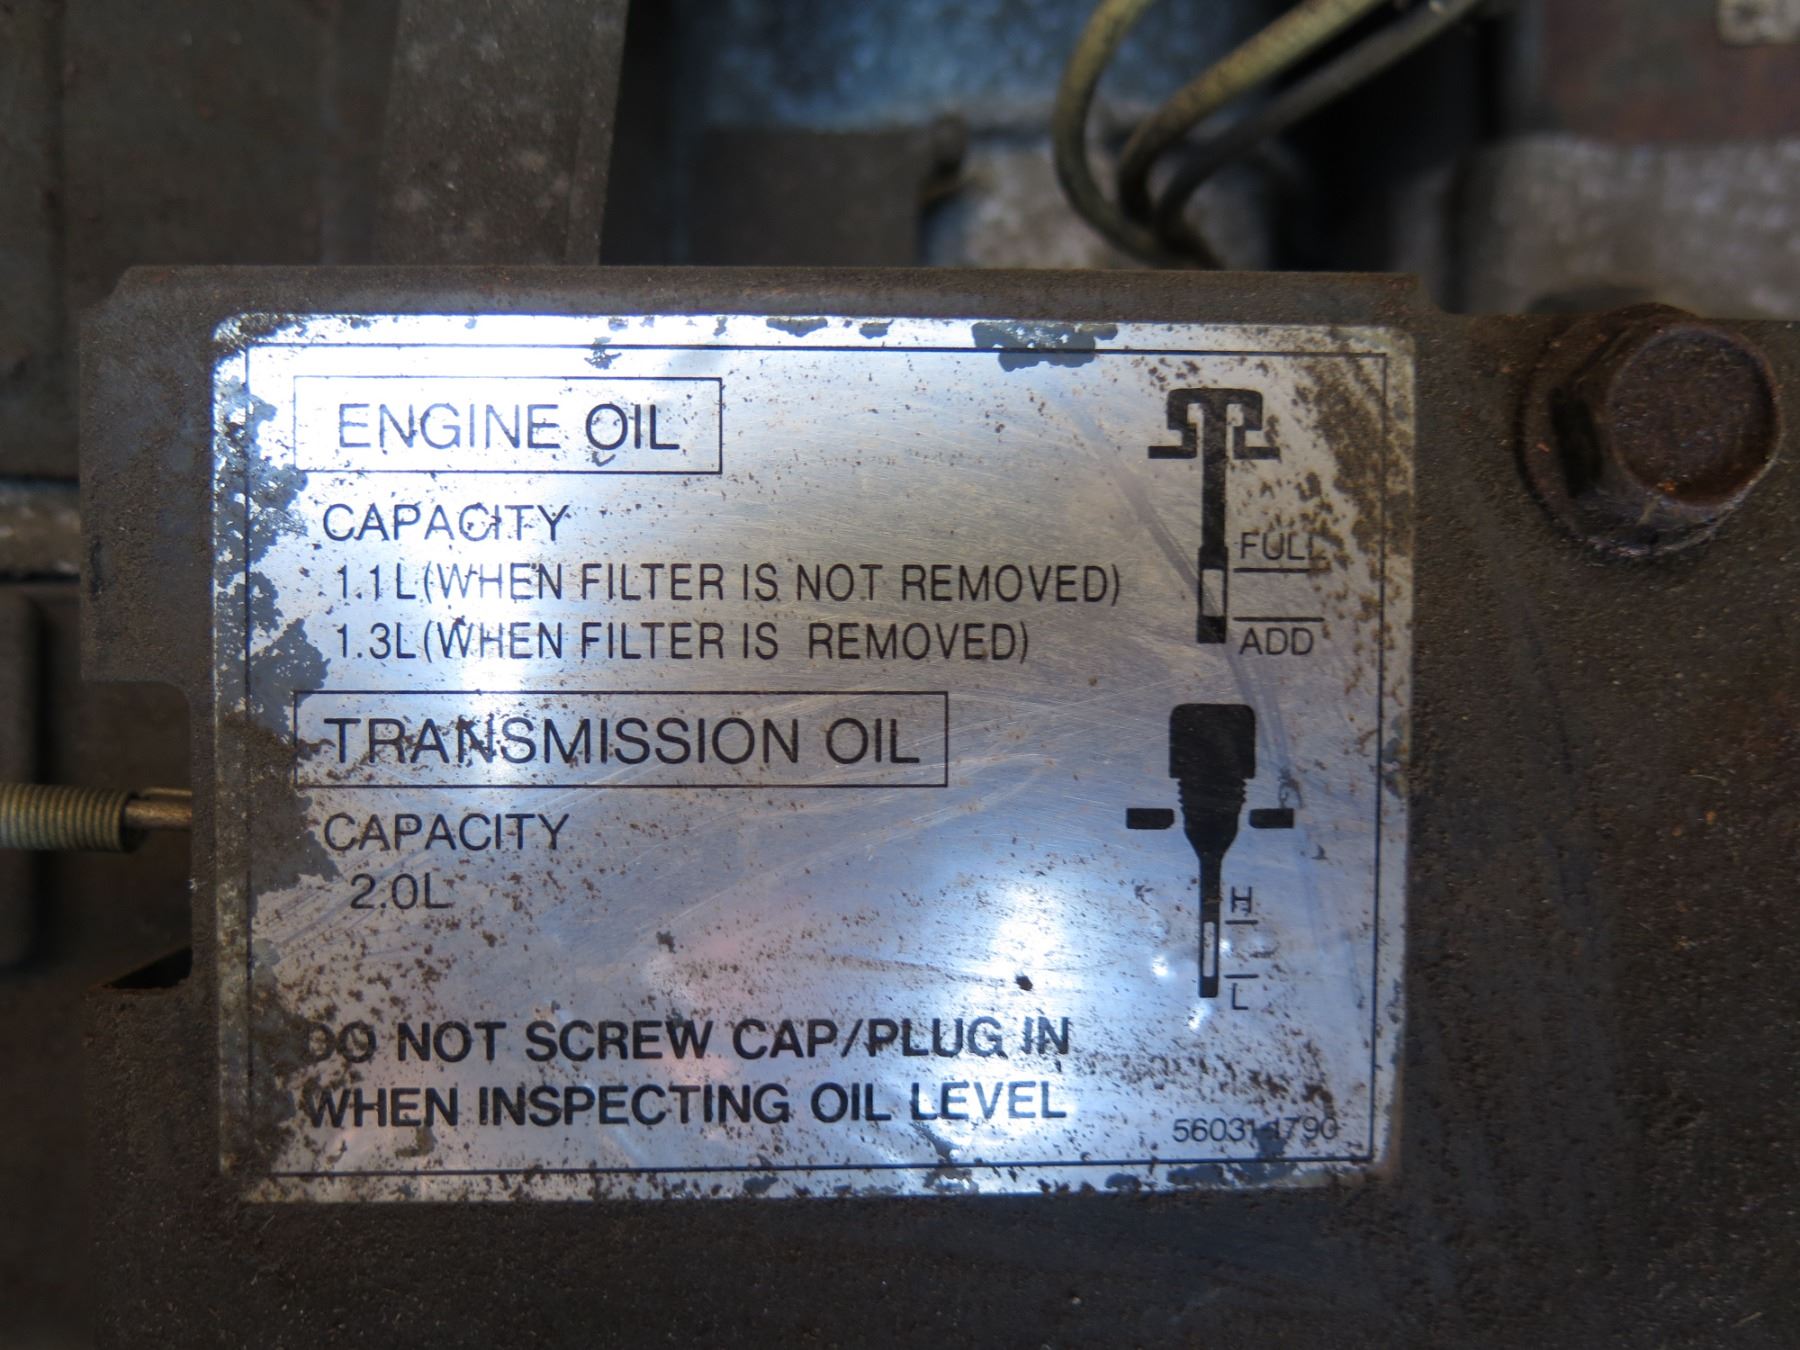 ENGINE OIL
CAPACITY
1.1L(WHEN FILTER IS NOT REMOVED)
1.3L(WHEN FILTER IS REMOVED)
FULL
ADD
TRANSMISSION OIL
CAPACITY
2.0L
H
L
DO NOT SCREW CAP/PLUG IN
WHEN INSPECTING OIL LEVEL